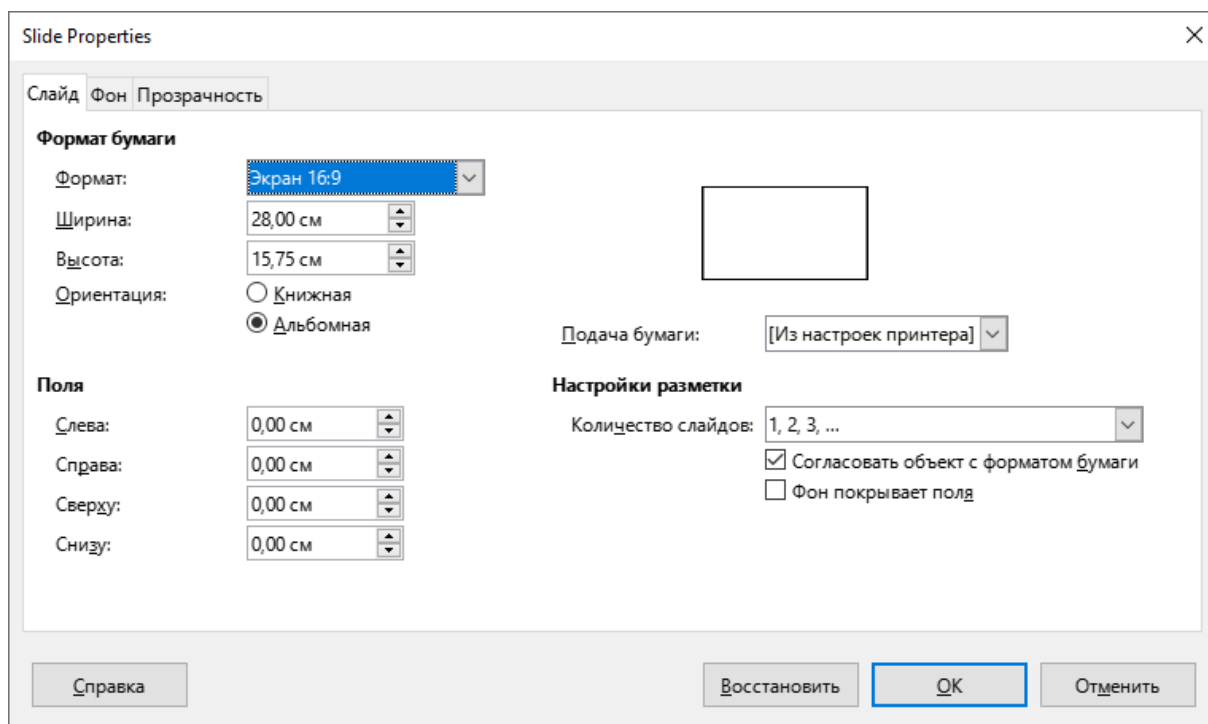 Slide Properties
Слайд Фон Прозрачность
Формат бумаги
Формат: Экран 16:9
Ширина: 28,00 см
Высота: 15,75 см
Ориентация: Книжная
Альбомная
Подача бумаги: [Из настроек принтера]
Поля
Слева: 0,00 см
Справа: 0,00 см
Сверху: 0,00 см
Снизу: 0,00 см
Настройки разметки
Количество слайдов: 1, 2, 3, ...
Согласовать объект с форматом бумаги
Фон покрывает поля
Справка Восстановить OK Отменить